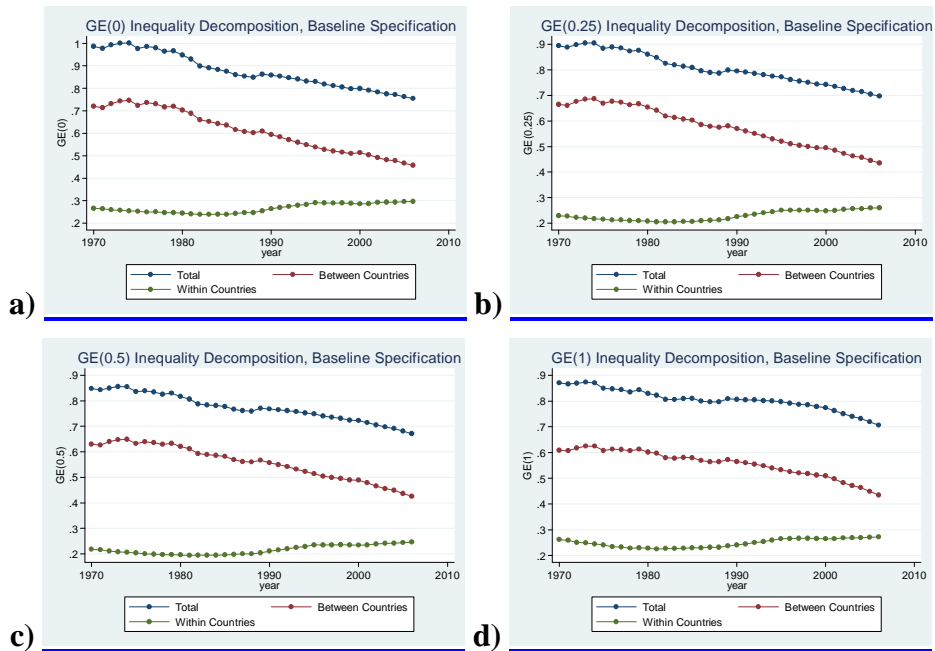 GE(0) Inequality Decomposition, Baseline Specification
1
.9
.8
.7
.6
.5
.4
.3
.2
GE(0)
1970 1980 1990 2000 2010
year
Total Between Countries
Within Countries
a)
GE(0.25) Inequality Decomposition, Baseline Specification
.9
.8
.7
.6
.5
.4
.3
.2
GE(0.25)
1970 1980 1990 2000 2010
year
Total Between Countries
Within Countries
b)
GE(0.5) Inequality Decomposition, Baseline Specification
.9
.8
.7
.6
.5
.4
.3
.2
GE(0.5)
1970 1980 1990 2000 2010
year
Total Between Countries
Within Countries
c)
GE(1) Inequality Decomposition, Baseline Specification
.9
.8
.7
.6
.5
.4
.3
.2
GE(1)
1970 1980 1990 2000 2010
year
Total Between Countries
Within Countries
d)